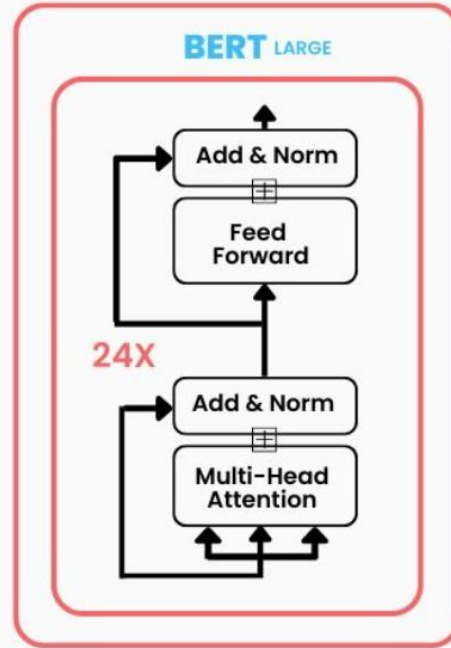 BERT LARGE
Add & Norm
Feed
Forward
24X
Add & Norm
Multi-Head
Attention